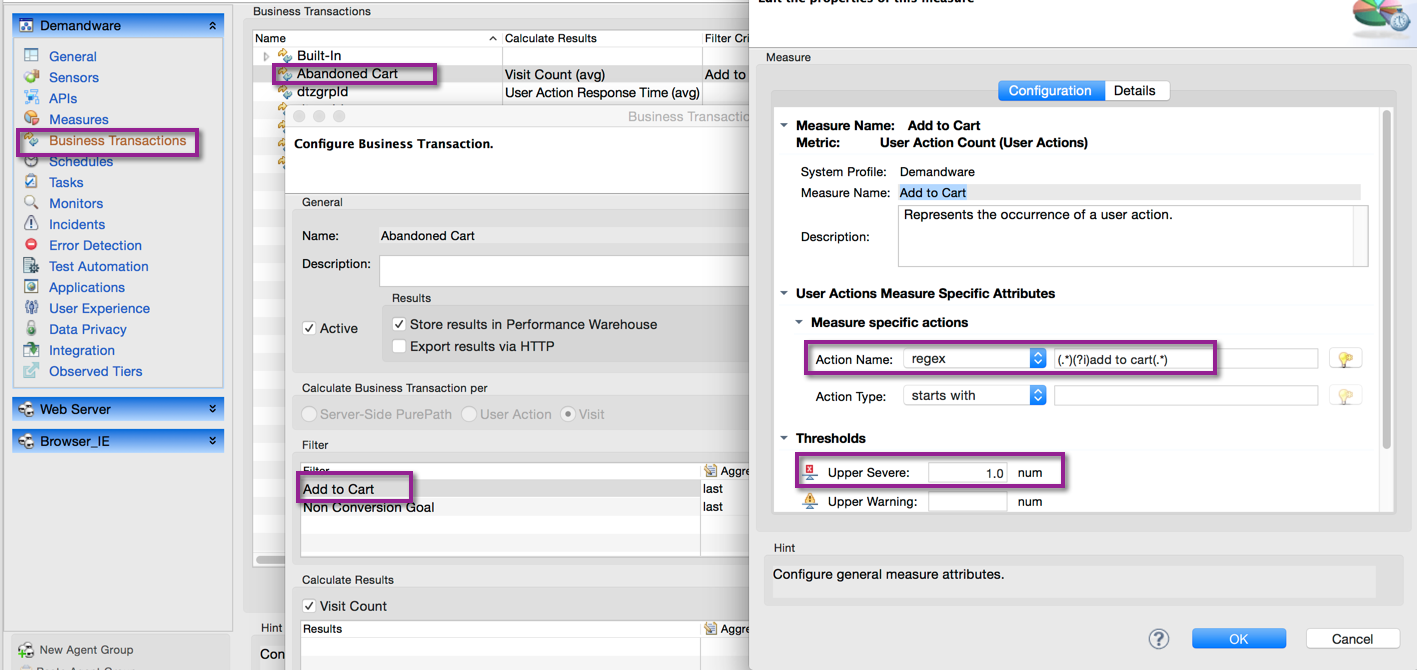 Demandware
General
Sensors
APIs
Measures
Business Transactions
Schedules
Tasks
Monitors
Incidents
Error Detection
Test Automation
Applications
User Experience
Data Privacy
Integration
Observed Tiers
Web Server
Browser_IE
New Agent Group
Business Transactions
Name Calculate Results Filter Cri
Built-In
Abandoned Cart Visit Count (avg) Add to
dtzgrpId User Action Response Time (avg)
Hint
Con
Business Transactio
Configure Business Transaction.
General
Name: Abandoned Cart
Description:
Results
Active
Store results in Performance Warehouse
Export results via HTTP
Calculate Business Transaction per
Server-Side PurePath User Action Visit
Filter
Filter Aggre
Add to Cart last
Non Conversion Goal last
Calculate Results
Visit Count
Results Aggre
Edit the properties of this measure
Measure
Configuration Details
Measure Name: Add to Cart
Metric: User Action Count (User Actions)
System Profile: Demandware
Measure Name: Add to Cart
Description: Represents the occurrence of a user action.
User Actions Measure Specific Attributes
Measure specific actions
Action Name: regex (.*)(?i)add to cart(.*)
Action Type: starts with
Thresholds
Upper Severe: 1.0 num
Upper Warning: num
Hint
Configure general measure attributes.
? OK Cancel